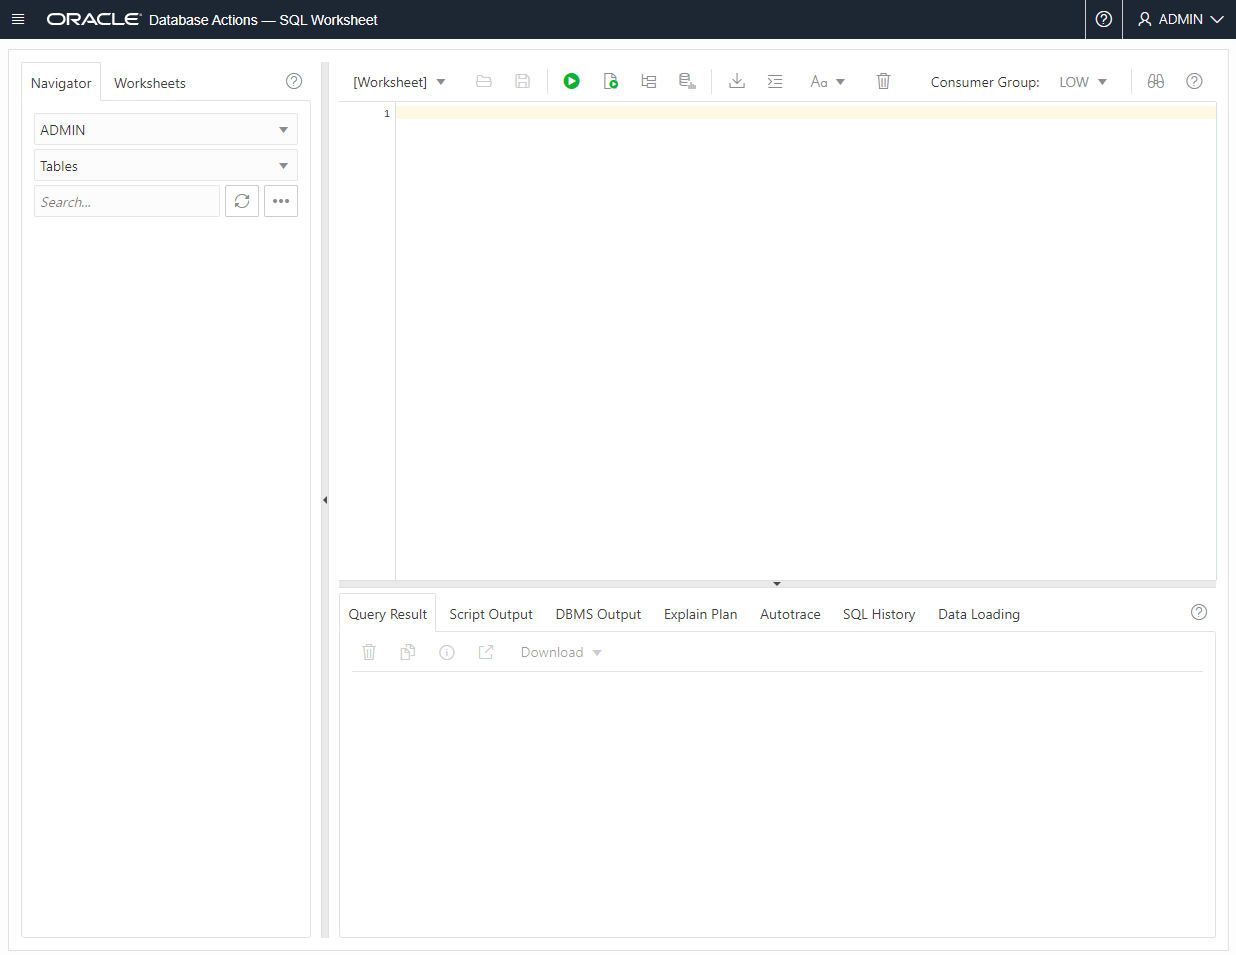 ORACLE Database Actions — SQL Worksheet
ADMIN
Navigator Worksheets
ADMIN
Tables
Search...
[Worksheet] Aa Consumer Group: LOW
1
Query Result Script Output DBMS Output Explain Plan Autotrace SQL History Data Loading
Download